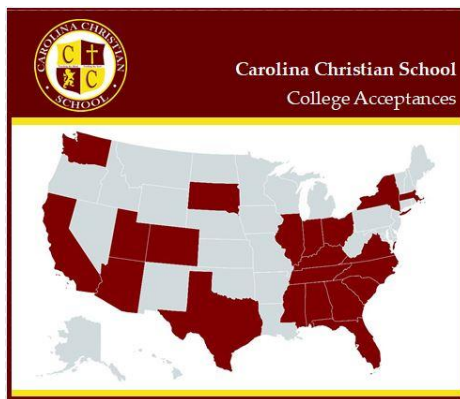 CAROLINA CHRISTIAN
C C
SCHOOL
Carolina Christian School
College Acceptances